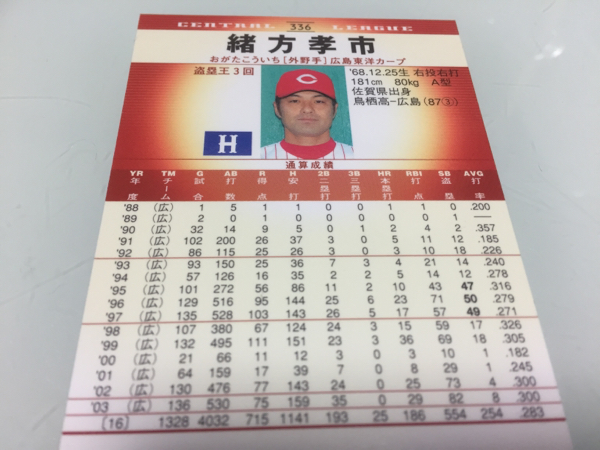 CENTRAL 336 LEAGUE
緒方孝市
おがたこういち[外野手]広島東洋カープ
盗塁王3回
'68.12.25生 右投右打
181cm 80kg A型
佐賀県出身
鳥栖高―広島('87③)
H
通算成績
YR TM G AB R H 2B 3B HR RBI SB AVG
年度 チーム 試合 打数 得点 安打 二塁打 三塁打 本塁打 打点 盗塁 打率
'88 (広) 1 5 1 1 0 0 0 1 0 .200
'89 (広) 2 0 1 0 0 0 0 0 1 ―
'90 (広) 32 14 9 5 0 1 2 4 2 .357
'91 (広) 102 200 26 37 3 0 5 11 12 .185
'92 (広) 86 115 25 26 3 0 3 10 18 .226
'93 (広) 93 150 25 36 7 3 4 21 14 .240
'94 (広) 57 126 16 35 2 2 5 14 12 .278
'95 (広) 101 272 56 86 11 2 10 43 47 .316
'96 (広) 129 516 95 144 25 6 23 71 50 .279
'97 (広) 135 528 103 143 26 5 17 57 49 .271
'98 (広) 107 380 67 124 24 3 15 59 17 .326
'99 (広) 132 495 111 151 23 3 36 69 18 .305
'00 (広) 21 66 11 12 3 0 3 10 1 .182
'01 (広) 64 159 17 39 7 0 8 29 1 .245
'02 (広) 130 476 77 143 24 0 25 73 4 .300
'03 (広) 136 530 75 159 35 0 29 82 8 .300
(16) 1328 4032 715 1141 193 25 186 554 254 .283